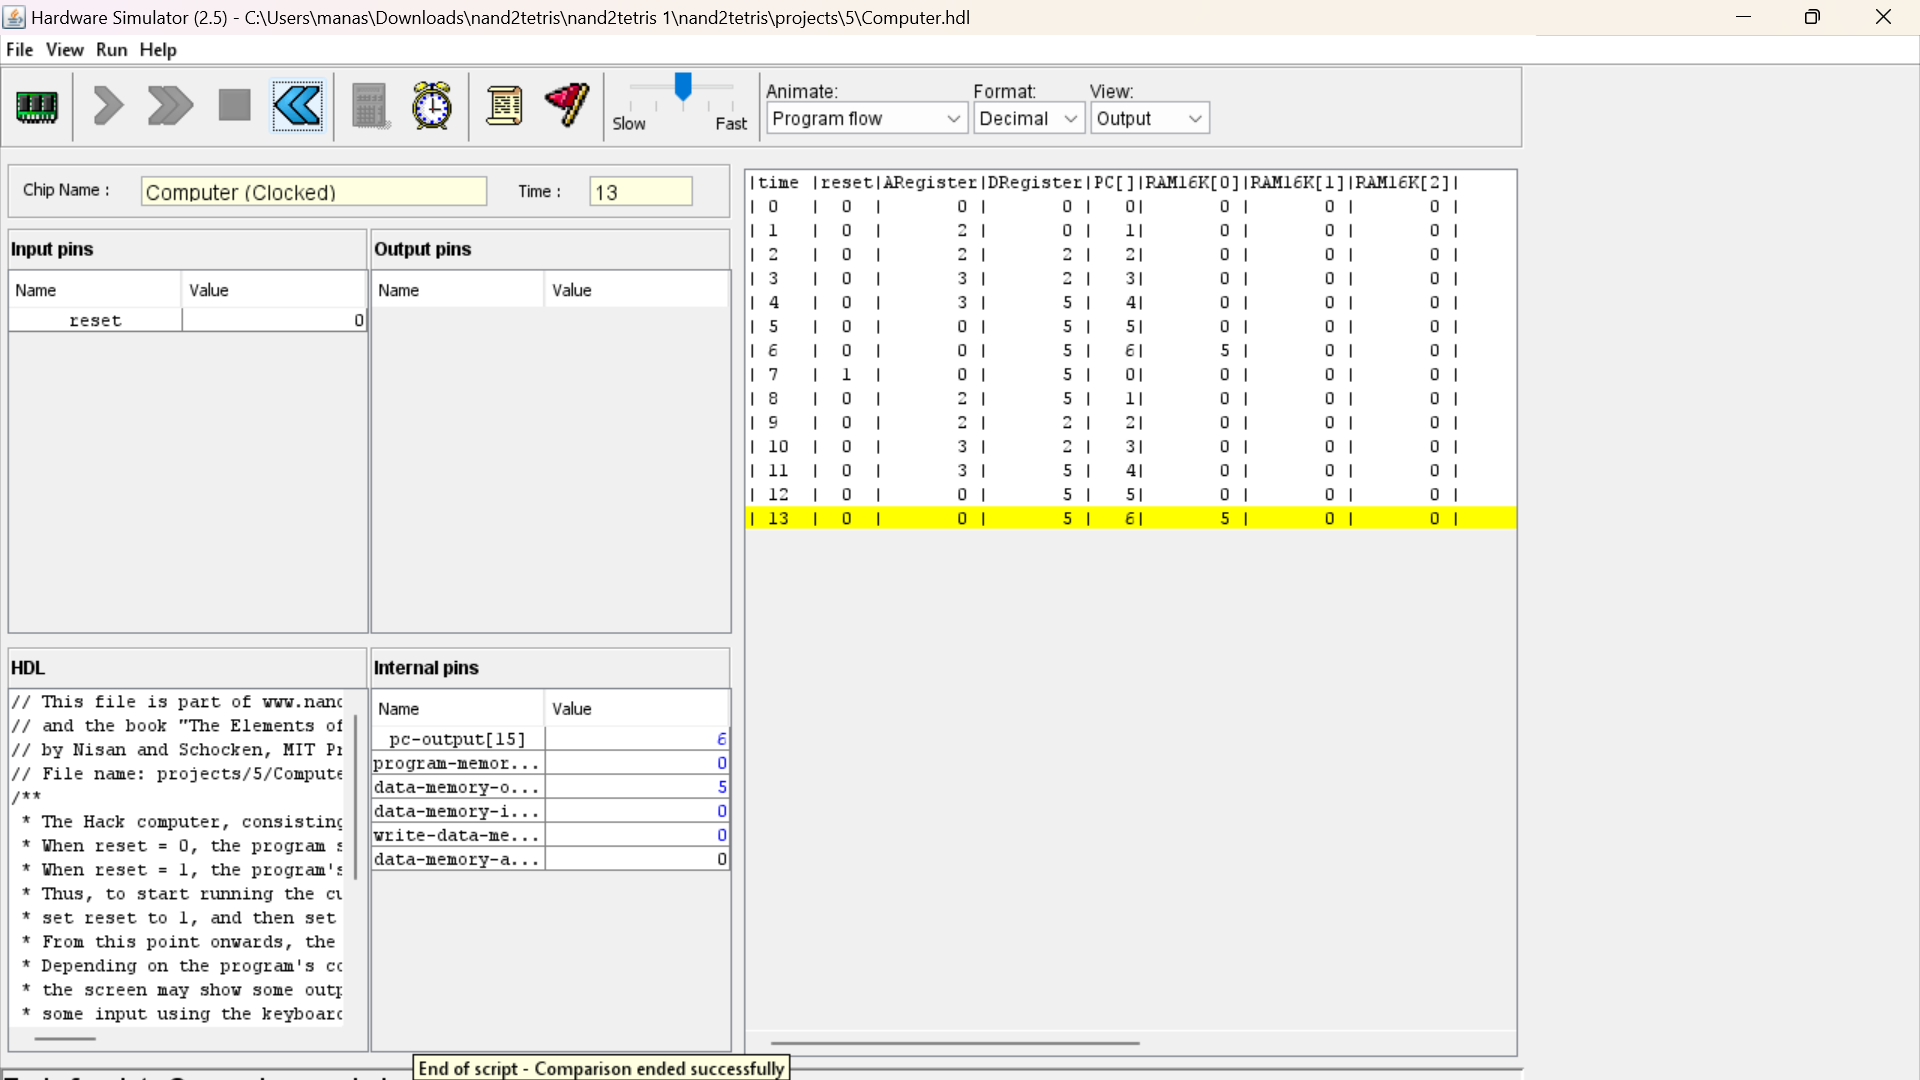 Hardware Simulator (2.5) - C:\Users\manas\Downloads\nand2tetris\nand2tetris 1\nand2tetris\projects\5\Computer.hdl
File View Run Help
Slow Fast
Animate: Format: View:
Program flow Decimal Output
Chip Name : Computer (Clocked) Time : 13
Input pins
Name Value
reset 0
Output pins
Name Value
HDL
// This file is part of www.nand
// and the book "The Elements of
// by Nisan and Schocken, MIT Pr
// File name: projects/5/Compute
/**
* The Hack computer, consisting
* When reset = 0, the program s
* When reset = 1, the program's
* Thus, to start running the cu
* set reset to 1, and then set
* From this point onwards, the
* Depending on the program's co
* the screen may show some outp
* some input using the keyboard
Internal pins
Name Value
pc-output[15] 6
program-memor... 0
data-memory-o... 5
data-memory-i... 0
write-data-me... 0
data-memory-a... 0
|time |reset|ARegister|DRegister|PC[]|RAM16K[0]|RAM16K[1]|RAM16K[2]|
| 0 | 0 | 0 | 0 | 0| 0 | 0 | 0 |
| 1 | 0 | 2 | 0 | 1| 0 | 0 | 0 |
| 2 | 0 | 2 | 2 | 2| 0 | 0 | 0 |
| 3 | 0 | 3 | 2 | 3| 0 | 0 | 0 |
| 4 | 0 | 3 | 5 | 4| 0 | 0 | 0 |
| 5 | 0 | 0 | 5 | 5| 0 | 0 | 0 |
| 6 | 0 | 0 | 5 | 6| 5 | 0 | 0 |
| 7 | 1 | 0 | 5 | 0| 0 | 0 | 0 |
| 8 | 0 | 2 | 5 | 1| 0 | 0 | 0 |
| 9 | 0 | 2 | 2 | 2| 0 | 0 | 0 |
| 10 | 0 | 3 | 2 | 3| 0 | 0 | 0 |
| 11 | 0 | 3 | 5 | 4| 0 | 0 | 0 |
| 12 | 0 | 0 | 5 | 5| 0 | 0 | 0 |
| 13 | 0 | 0 | 5 | 6| 5 | 0 | 0 |
End of script - Comparison ended successfully